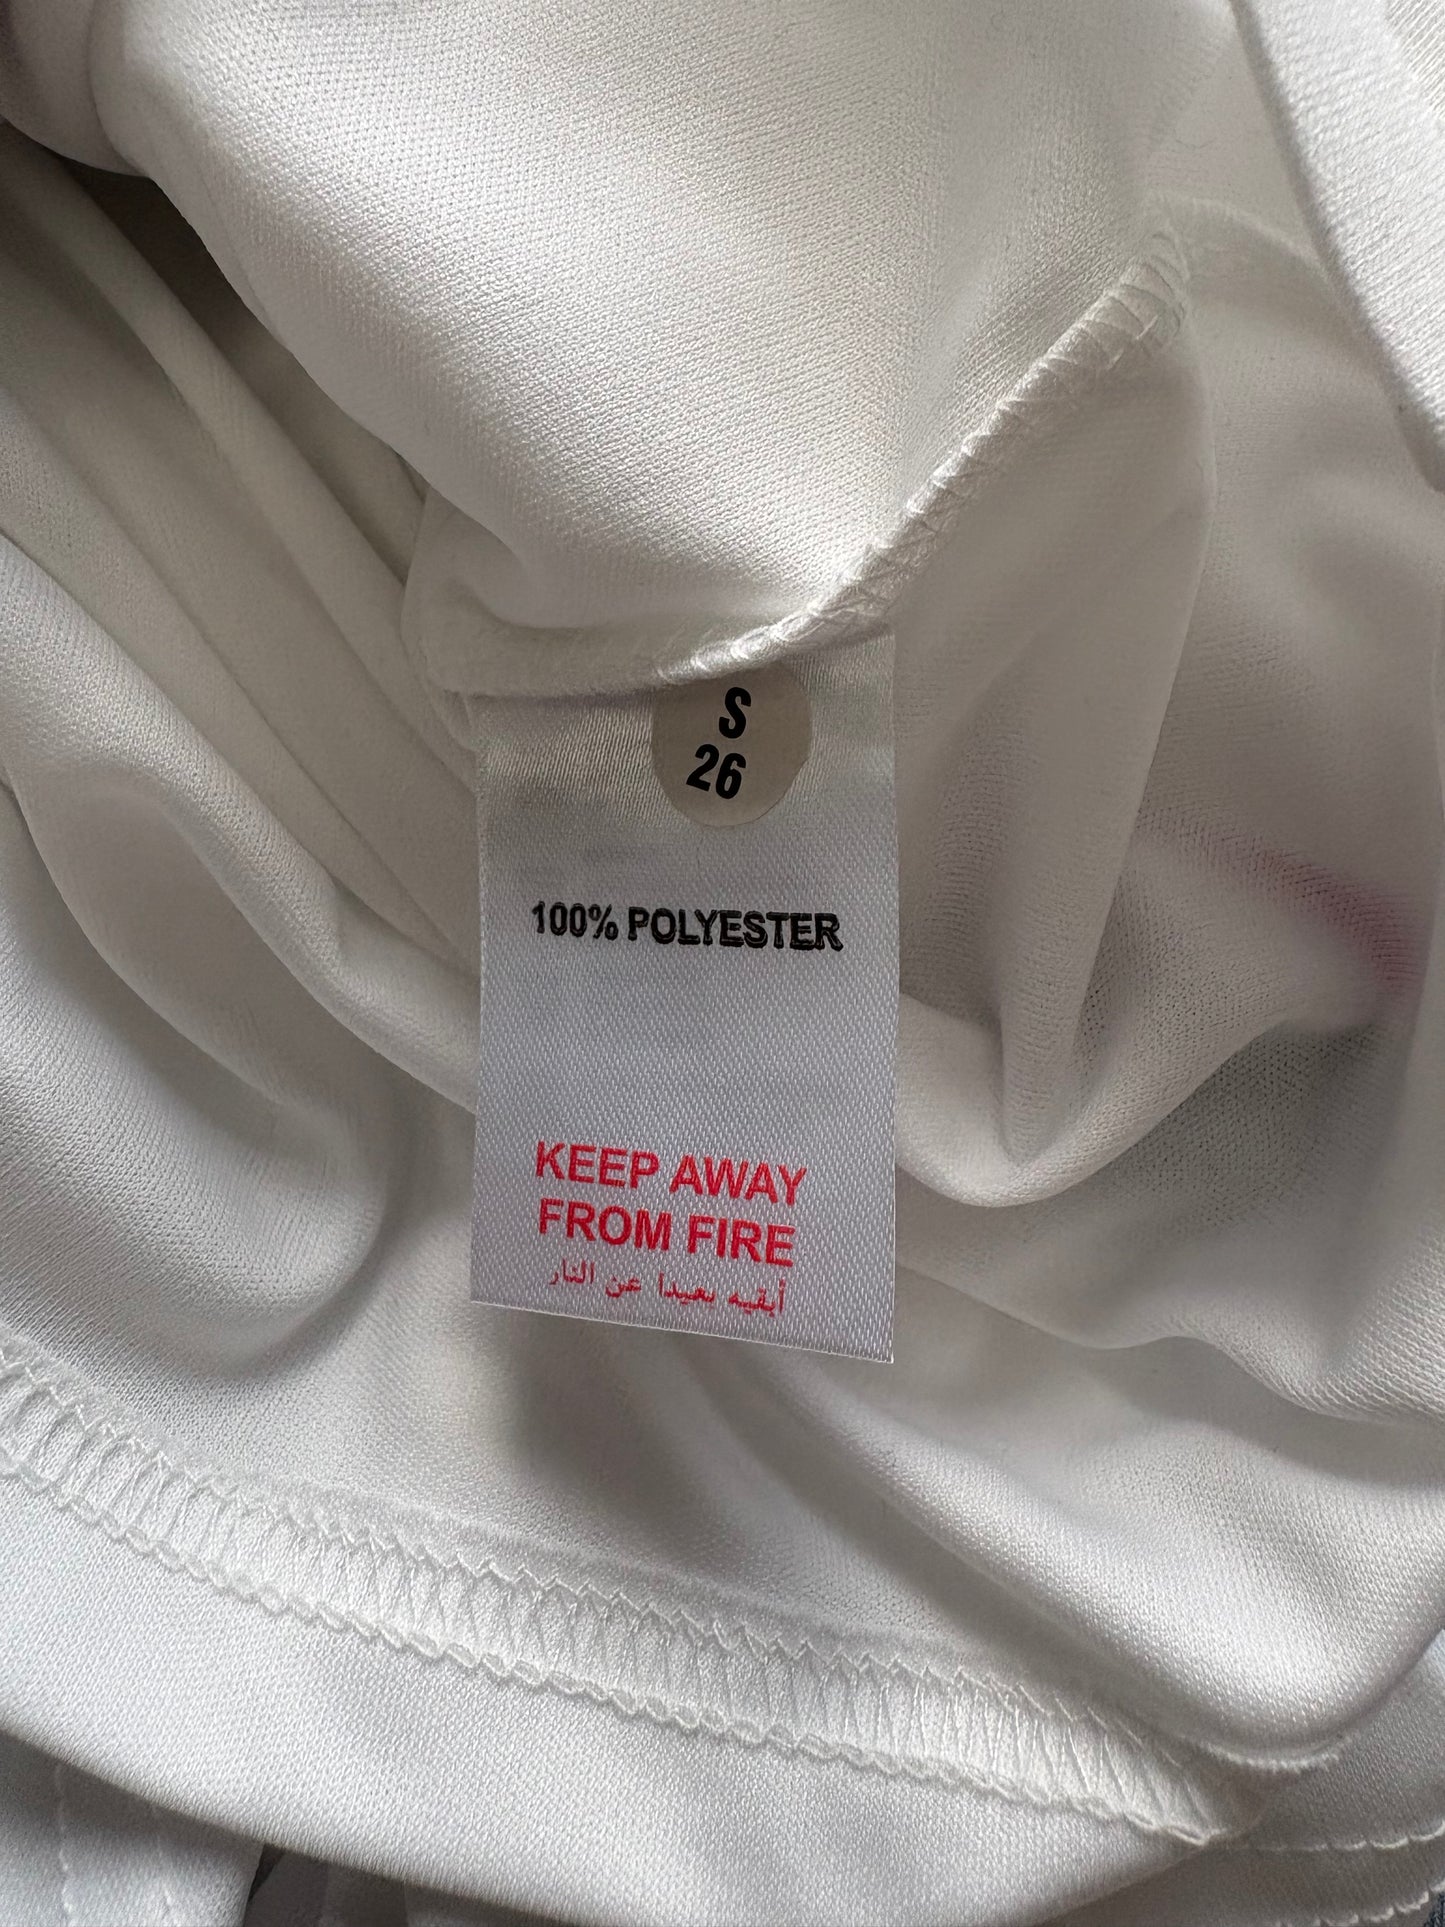 S
26
100% POLYESTER
KEEP AWAY
FROM FIRE
أبقيه بعيدا عن النار